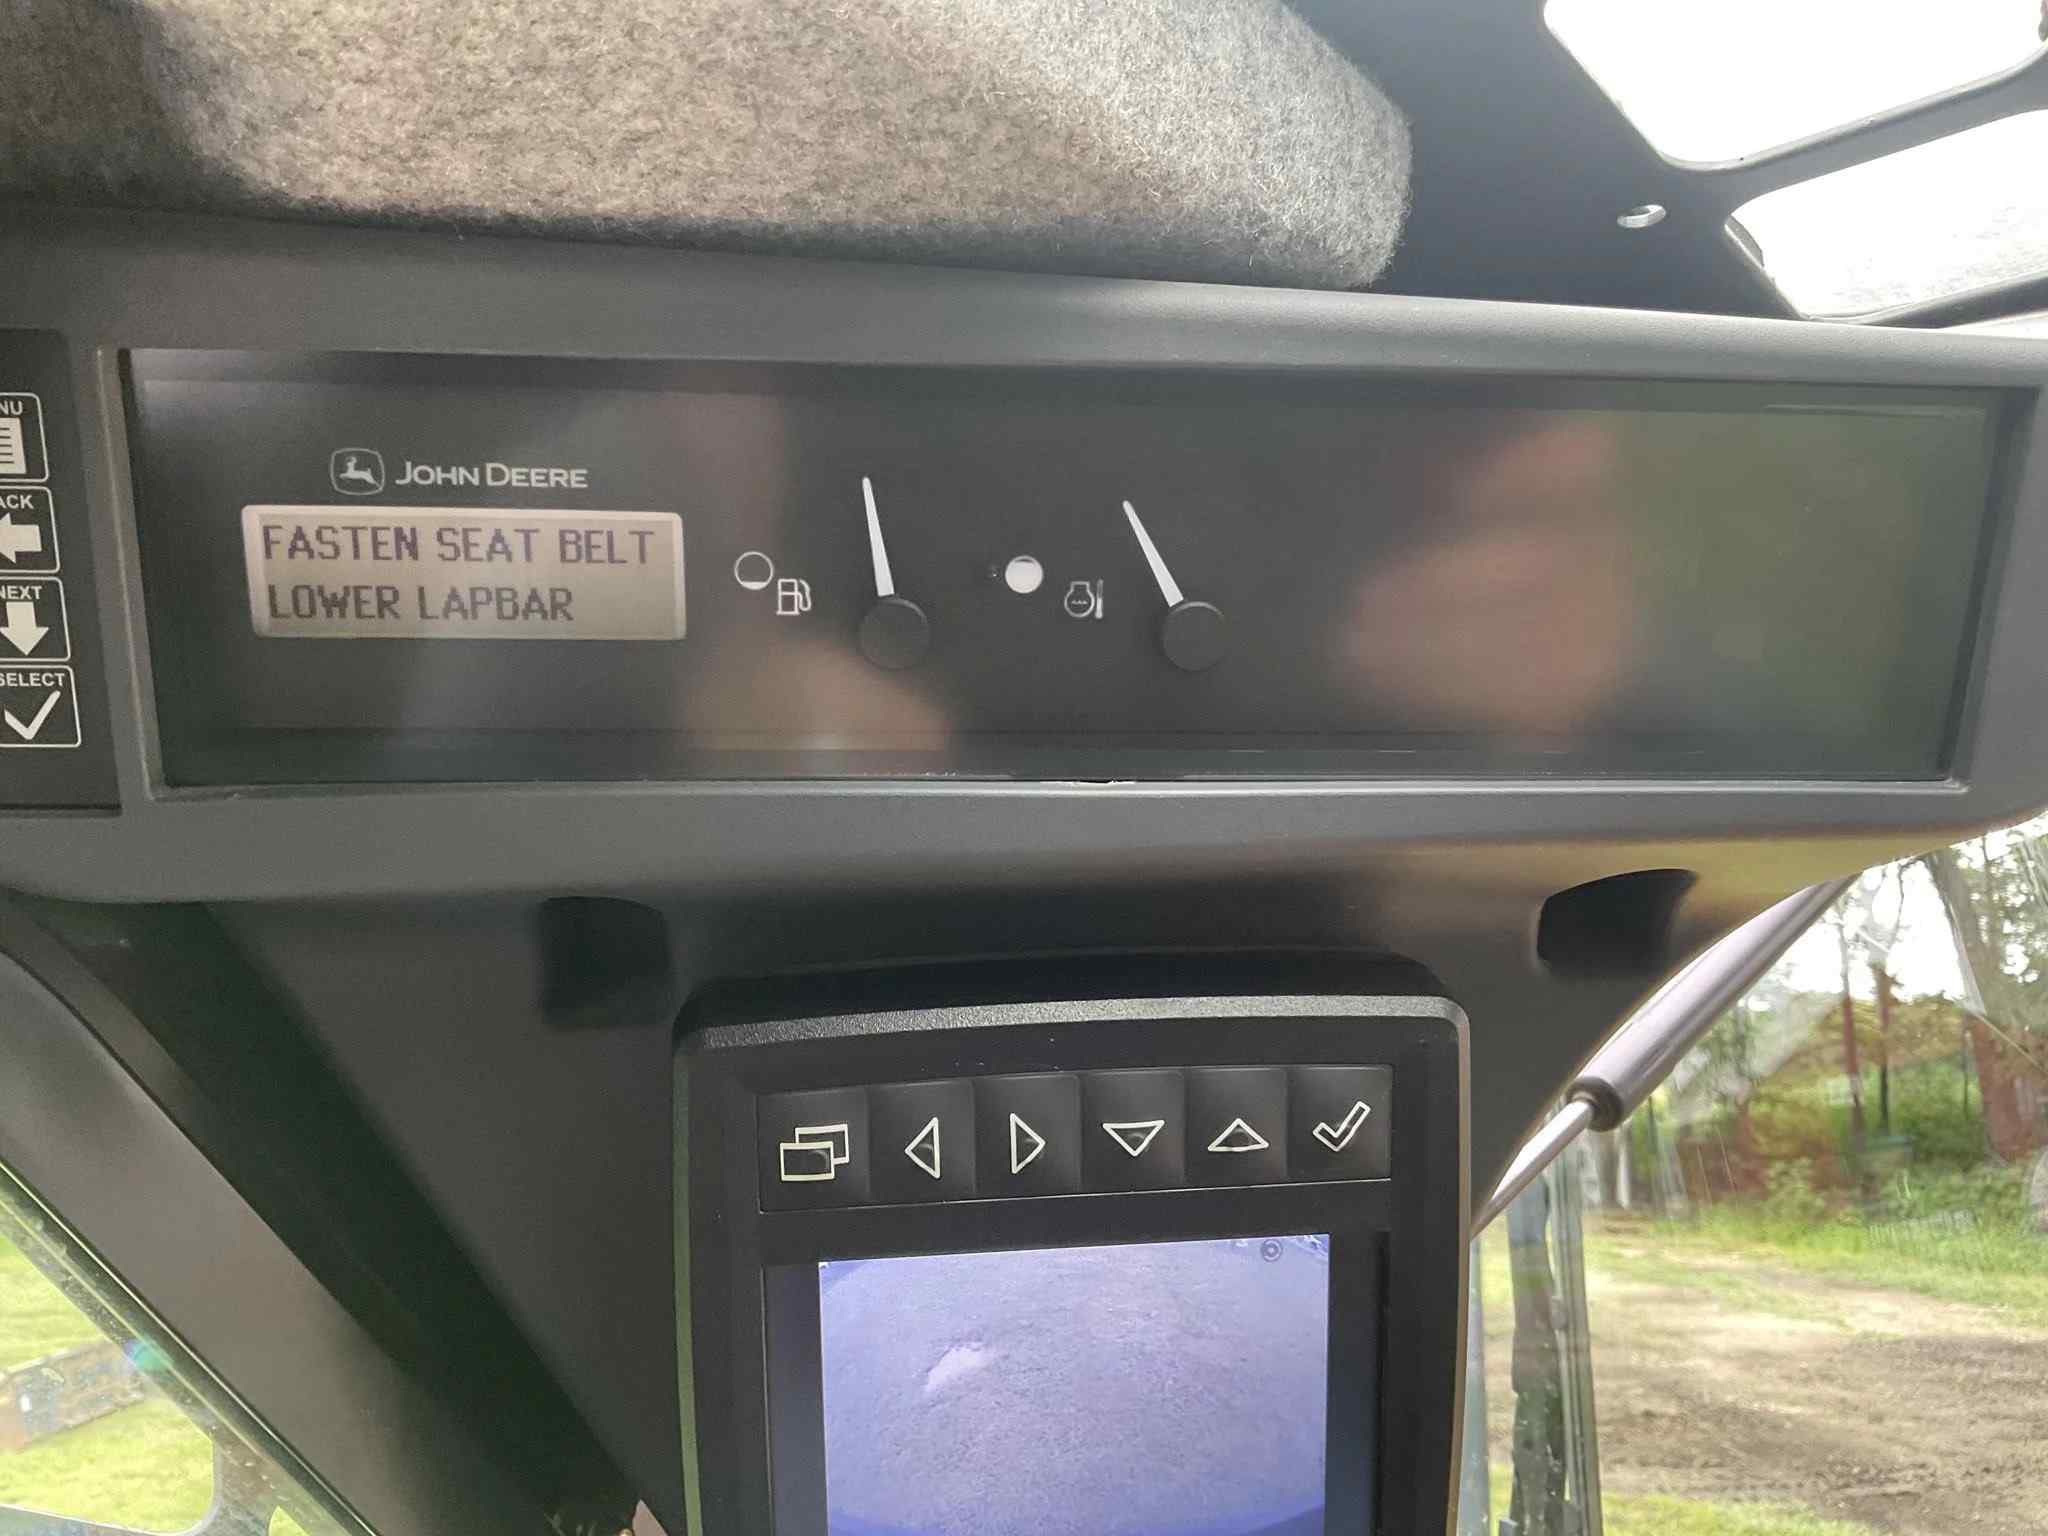 JOHN DEERE
FASTEN SEAT BELT
LOWER LAPBAR
NEXT
SELECT